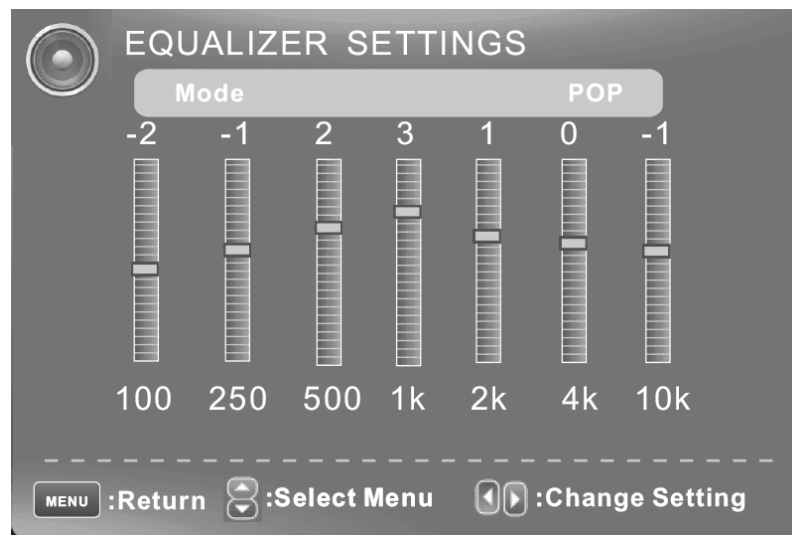 EQUALIZER SETTINGS
Mode POP
-2 -1 2 3 1 0 -1
100 250 500 1k 2k 4k 10k
MENU :Return :Select Menu :Change Setting